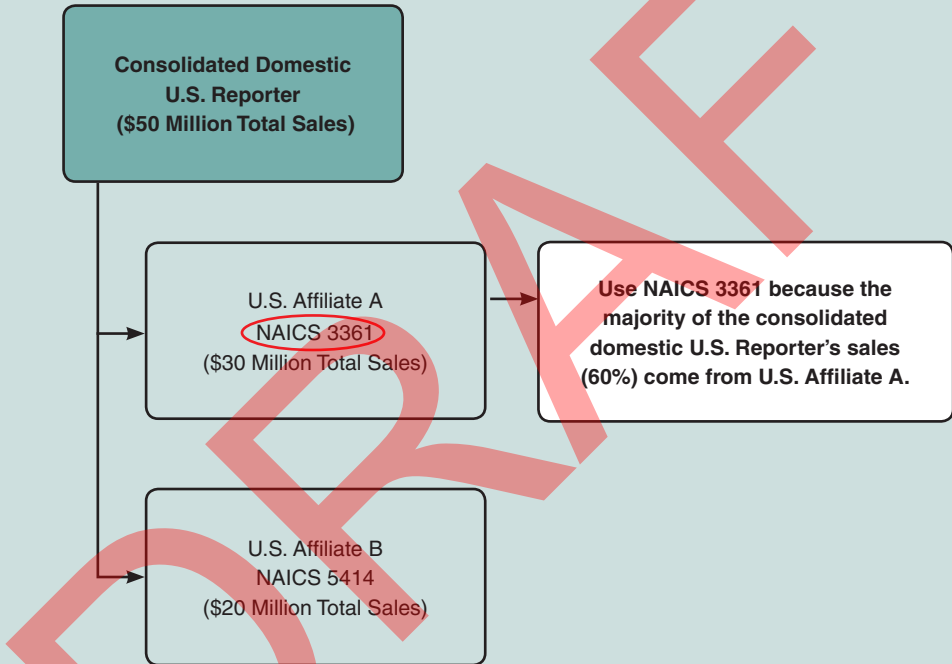 Consolidated Domestic
U.S. Reporter
($50 Million Total Sales)
U.S. Affiliate A
NAICS 3361
($30 Million Total Sales)
Use NAICS 3361 because the
majority of the consolidated
domestic U.S. Reporter’s sales
(60%) come from U.S. Affiliate A.
U.S. Affiliate B
NAICS 5414
($20 Million Total Sales)
DRAF